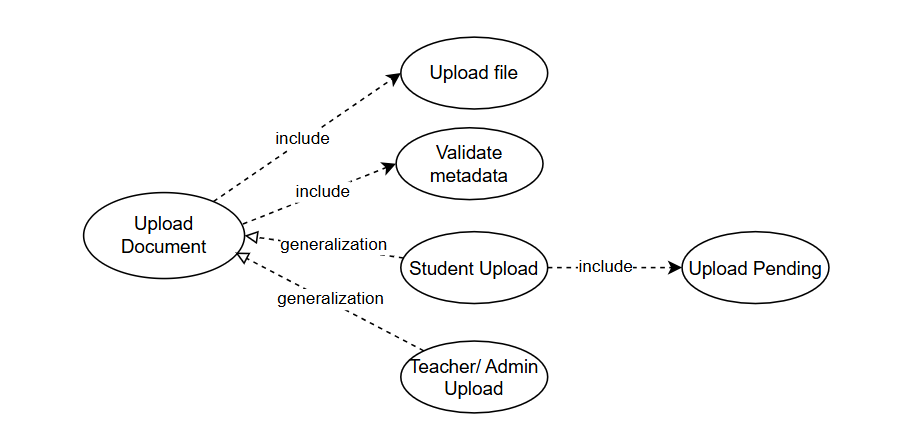 Upload file
include
Validate
metadata
include
Upload
Document
generalization
Student Upload
include
Upload Pending
generalization
Teacher/ Admin
Upload